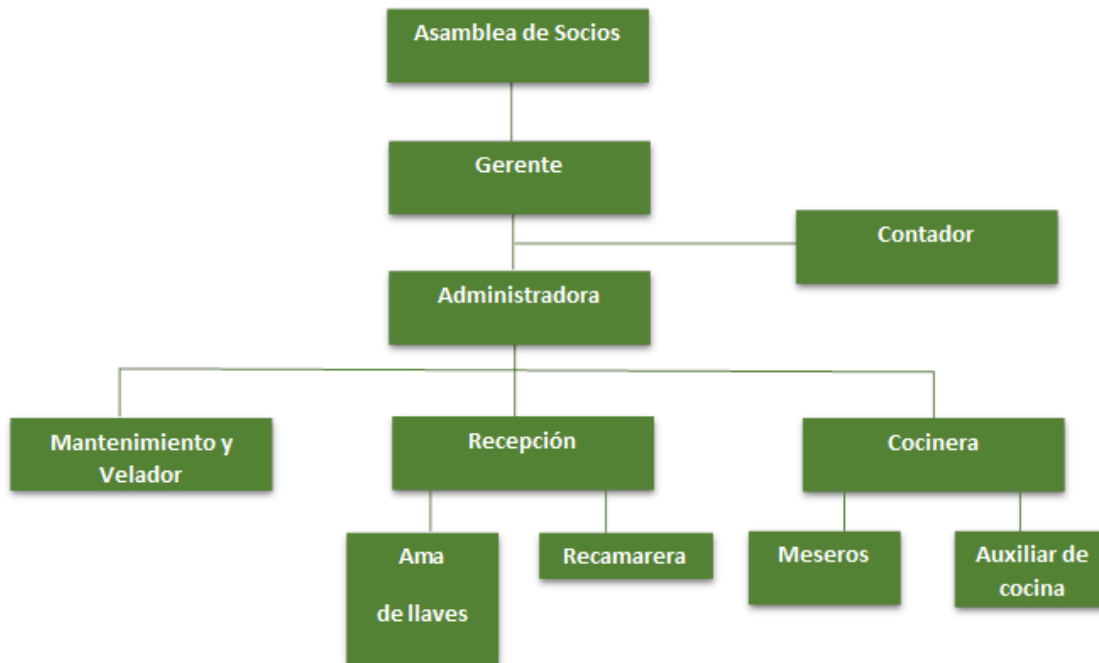 Asamblea de Socios
Gerente
Contador
Administradora
Mantenimiento y
Velador
Recepción
Cocinera
Ama
de llaves
Recamarera
Meseros
Auxiliar de
cocina